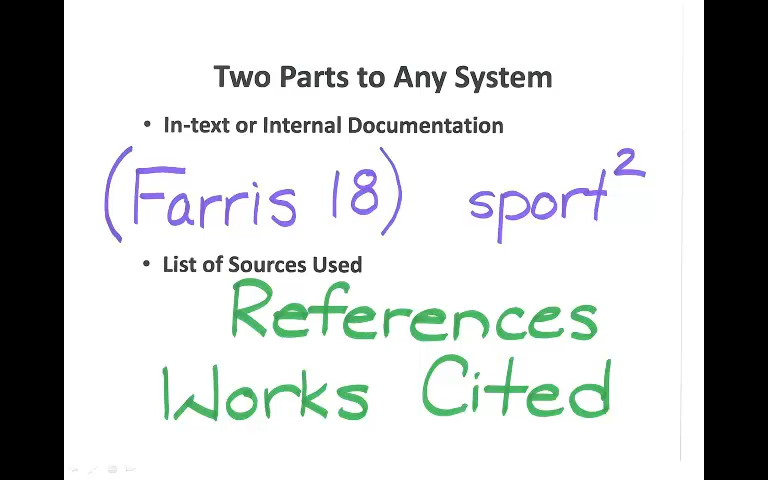 Two Parts to Any System
• In-text or Internal Documentation
(Farris 18) sport²
• List of Sources Used
References
Works Cited